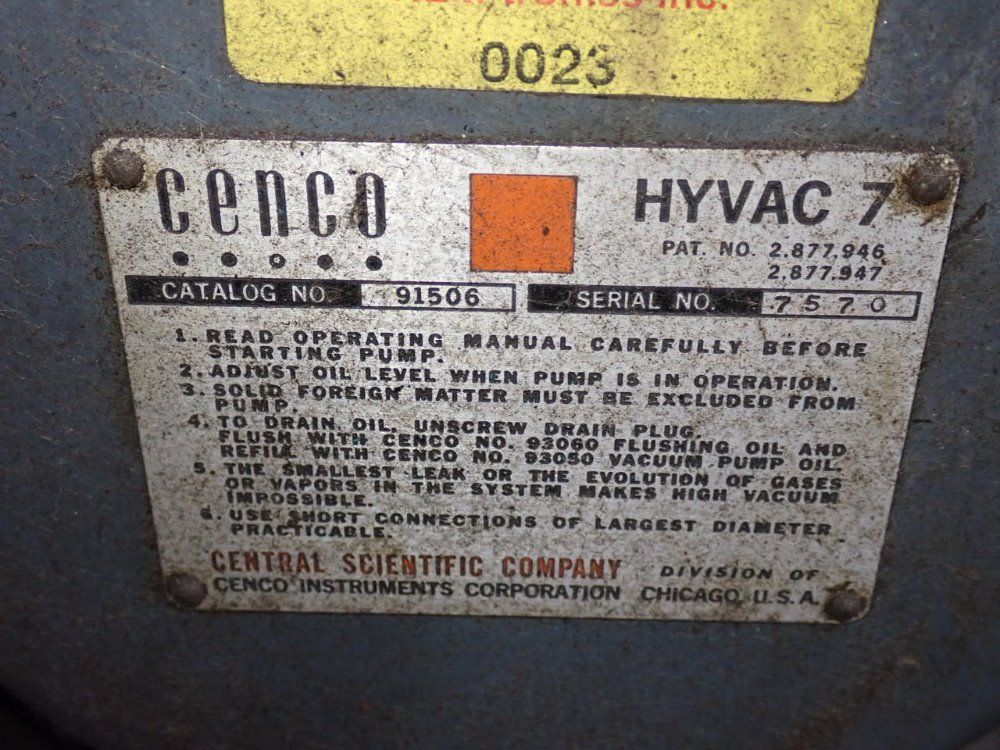 Inc.
0023
cenco
HYVAC 7
PAT. NO. 2,877,946
2,877,947
CATALOG NO 91506
SERIAL NO. 7570
1. READ OPERATING MANUAL CAREFULLY BEFORE
STARTING PUMP.
2. ADJUST OIL LEVEL WHEN PUMP IS IN OPERATION.
3. SOLID FOREIGN MATTER MUST BE EXCLUDED FROM
PUMP.
4. TO DRAIN OIL, UNSCREW DRAIN PLUG.
FLUSH WITH CENCO NO. 93060 FLUSHING OIL AND
REFILL WITH CENCO NO. 93050 VACUUM PUMP OIL.
5. THE SMALLEST LEAK OR THE EVOLUTION OF GASES
OR VAPORS IN THE SYSTEM MAKES HIGH VACUUM
IMPOSSIBLE.
6. USE SHORT CONNECTIONS OF LARGEST DIAMETER
PRACTICABLE.
CENTRAL SCIENTIFIC COMPANY DIVISION OF
CENCO INSTRUMENTS CORPORATION CHICAGO, U.S.A.